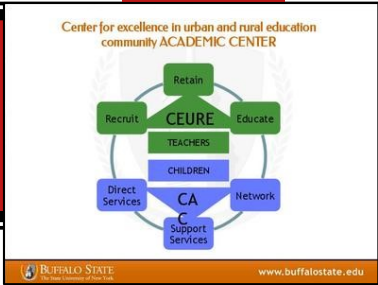 Center for excellence in urban and rural education
community ACADEMIC CENTER
Retain
Recruit
CEURE
Educate
TEACHERS
CHILDREN
Direct
Services
CA
C
Network
Support
Services
BUFFALO STATE
The State University of New York
www.buffalostate.edu